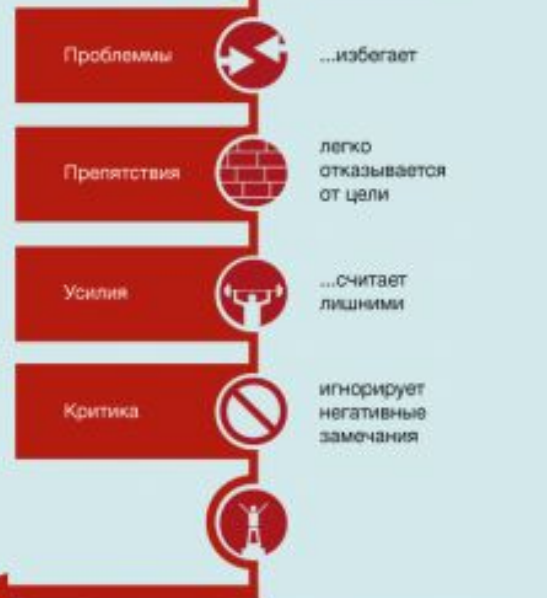 Проблеммы
...избегает
Препятствия
легко
отказывается
от цели
Усилия
...считает
лишними
Критика
игнорирует
негативные
замечания